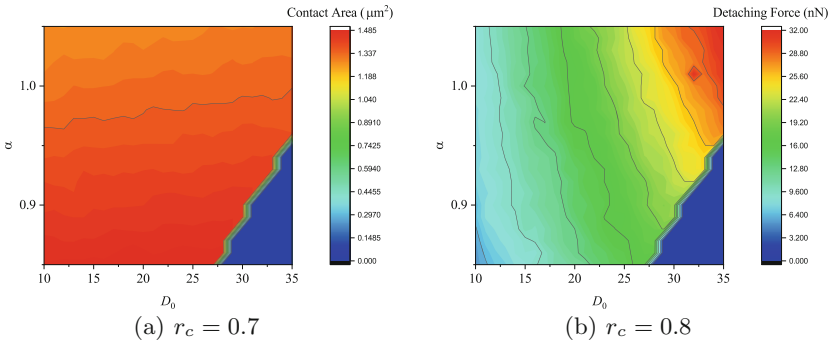 Contact Area (μm²)
1.485
1.337
1.188
1.040
0.8910
0.7425
0.5940
0.4455
0.2970
0.1485
0.000
1.0
0.9
α
10 15 20 25 30 35
D₀
(a) r_c = 0.7
Detaching Force (nN)
32.00
28.80
25.60
22.40
19.20
16.00
12.80
9.600
6.400
3.200
0.000
1.0
0.9
α
10 15 20 25 30 35
D₀
(b) r_c = 0.8